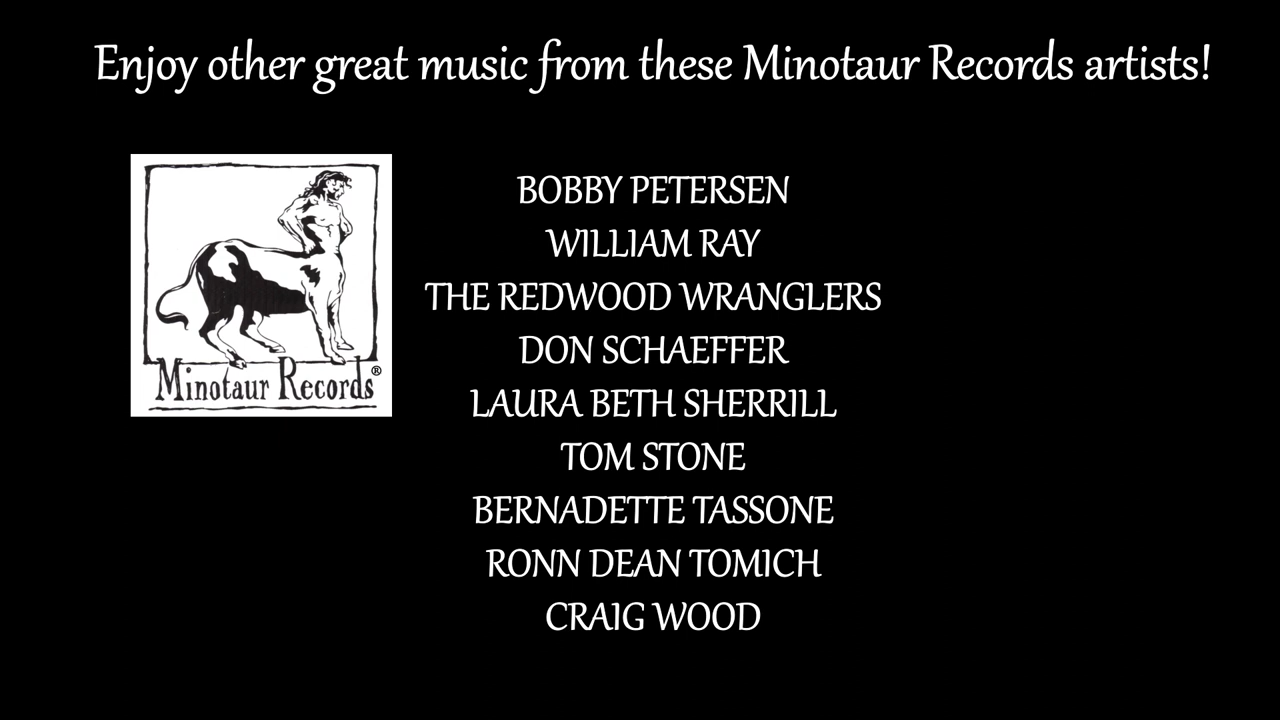 Enjoy other great music from these Minotaur Records artists!
Minotaur Records®
BOBBY PETERSEN
WILLIAM RAY
THE REDWOOD WRANGLERS
DON SCHAEFFER
LAURA BETH SHERRILL
TOM STONE
BERNADETTE TASSONE
RONN DEAN TOMICH
CRAIG WOOD